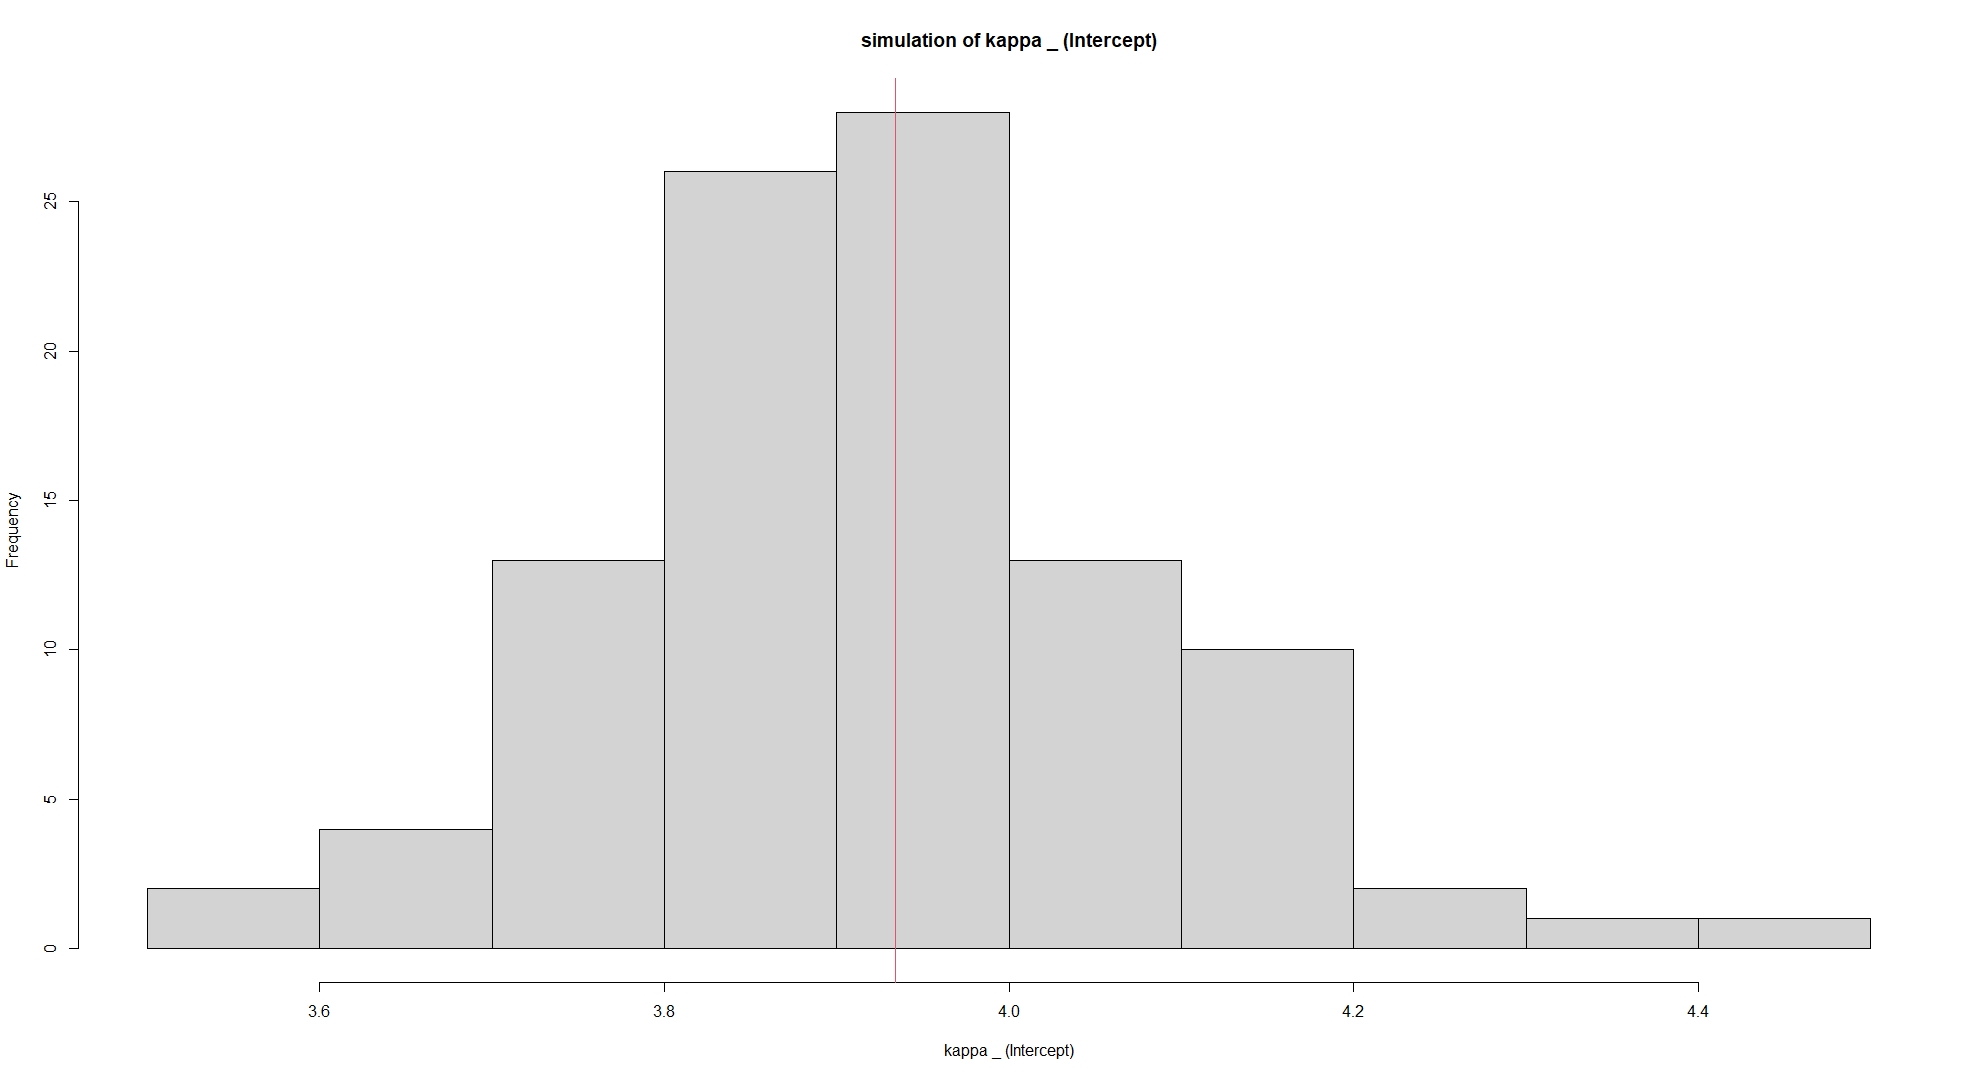 simulation of kappa _ (Intercept)
Frequency
25
20
15
10
5
0
3.6 3.8 4.0 4.2 4.4
kappa _ (Intercept)